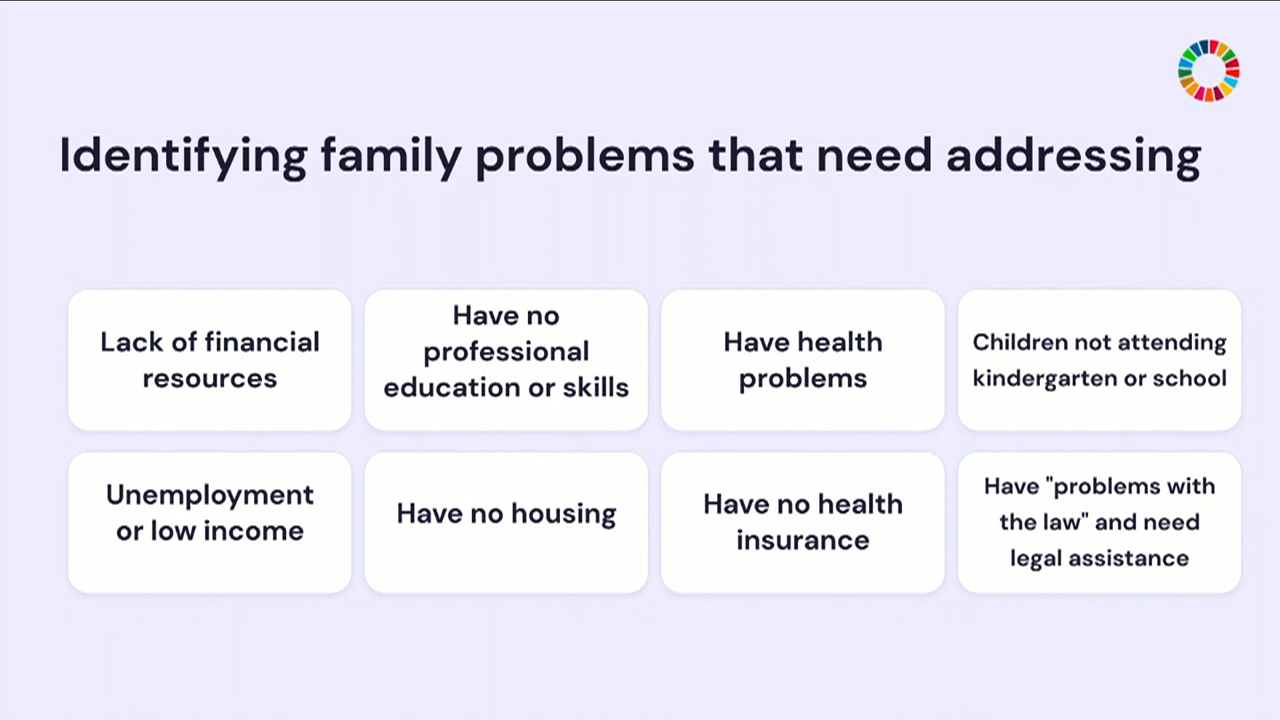 Identifying family problems that need addressing
Lack of financial
resources
Have no
professional
education or skills
Have health
problems
Children not attending
kindergarten or school
Unemployment
or low income
Have no housing
Have no health
insurance
Have "problems with
the law" and need
legal assistance